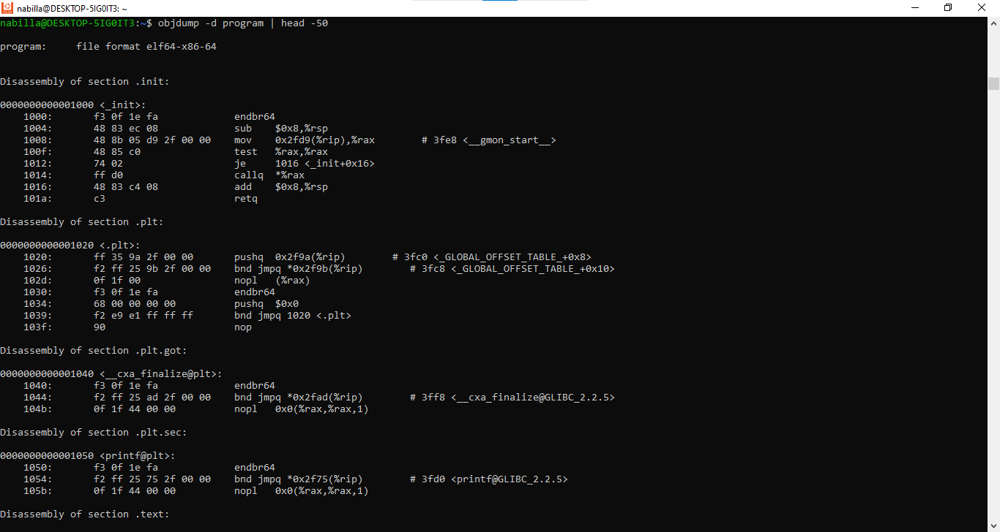 nabilla@DESKTOP-5IG0IT3: ~
nabilla@DESKTOP-5IG0IT3:~$ objdump -d program | head -50
program:     file format elf64-x86-64
Disassembly of section .init:
0000000000001000 <_init>:
    1000:       f3 0f 1e fa             endbr64
    1004:       48 83 ec 08             sub    $0x8,%rsp
    1008:       48 8b 05 d9 2f 00 00    mov    0x2fd9(%rip),%rax        # 3fe8 <__gmon_start__>
    100f:       48 85 c0                test   %rax,%rax
    1012:       74 02                   je     1016 <_init+0x16>
    1014:       ff d0                   callq  *%rax
    1016:       48 83 c4 08             add    $0x8,%rsp
    101a:       c3                      retq
Disassembly of section .plt:
0000000000001020 <.plt>:
    1020:       ff 35 9a 2f 00 00       pushq  0x2f9a(%rip)        # 3fc0 <_GLOBAL_OFFSET_TABLE_+0x8>
    1026:       f2 ff 25 9b 2f 00 00    bnd jmpq *0x2f9b(%rip)        # 3fc8 <_GLOBAL_OFFSET_TABLE_+0x10>
    102d:       0f 1f 00                nopl   (%rax)
    1030:       f3 0f 1e fa             endbr64
    1034:       68 00 00 00 00          pushq  $0x0
    1039:       f2 e9 e1 ff ff ff       bnd jmpq 1020 <.plt>
    103f:       90                      nop
Disassembly of section .plt.got:
0000000000001040 <__cxa_finalize@plt>:
    1040:       f3 0f 1e fa             endbr64
    1044:       f2 ff 25 ad 2f 00 00    bnd jmpq *0x2fad(%rip)        # 3ff8 <__cxa_finalize@GLIBC_2.2.5>
    104b:       0f 1f 44 00 00          nopl   0x0(%rax,%rax,1)
Disassembly of section .plt.sec:
0000000000001050 <printf@plt>:
    1050:       f3 0f 1e fa             endbr64
    1054:       f2 ff 25 75 2f 00 00    bnd jmpq *0x2f75(%rip)        # 3fd0 <printf@GLIBC_2.2.5>
    105b:       0f 1f 44 00 00          nopl   0x0(%rax,%rax,1)
Disassembly of section .text: